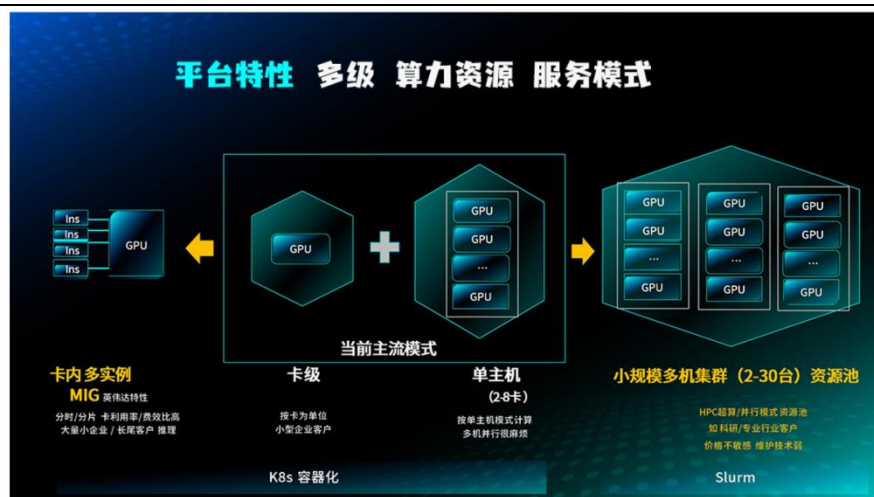 平台特性 多级 算力资源 服务模式
Ins
Ins
Ins
Ins
GPU
GPU
GPU
GPU
...
GPU
当前主流模式
GPU
GPU
...
GPU
GPU
GPU
...
GPU
GPU
GPU
...
GPU
卡内多实例
MIG 英伟达特性
分时/分片 卡利用率/费效比高
大量小企业 / 长尾客户 推理
卡级
按卡为单位
小型企业客户
单主机
(2-8卡)
按单主机模式计算
多机并行很麻烦
小规模多机集群（2-30台）资源池
HPC超算/并行模式资源池
如 科研/专业行业客户
价格不敏感 维护技术弱
K8s 容器化
Slurm